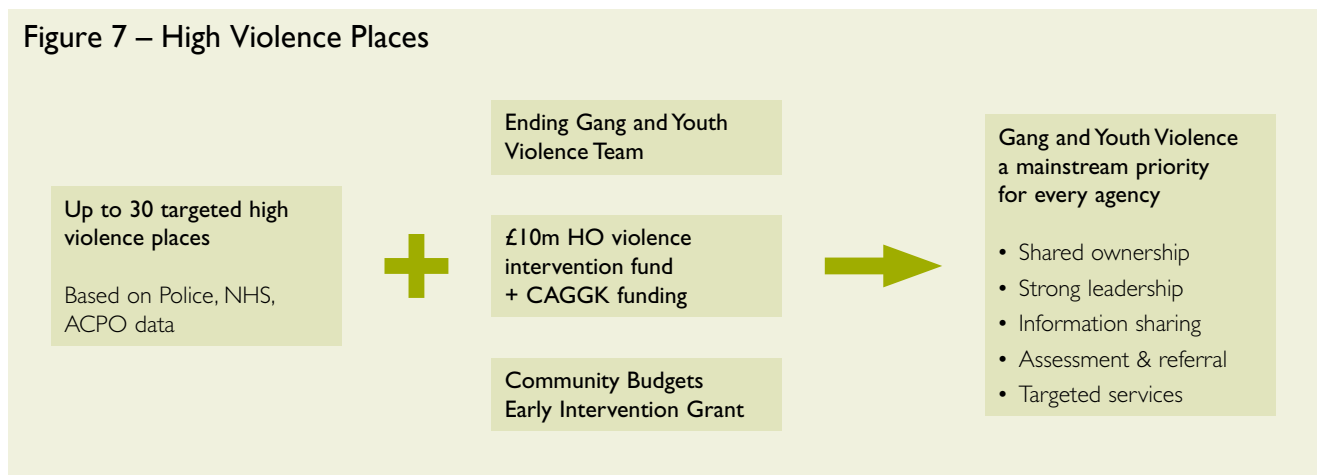 Figure 7 – High Violence Places
Up to 30 targeted high
violence places
Based on Police, NHS,
ACPO data
Ending Gang and Youth
Violence Team
£10m HO violence
intervention fund
+ CAGGK funding
Community Budgets
Early Intervention Grant
Gang and Youth Violence
a mainstream priority
for every agency
• Shared ownership
• Strong leadership
• Information sharing
• Assessment & referral
• Targeted services